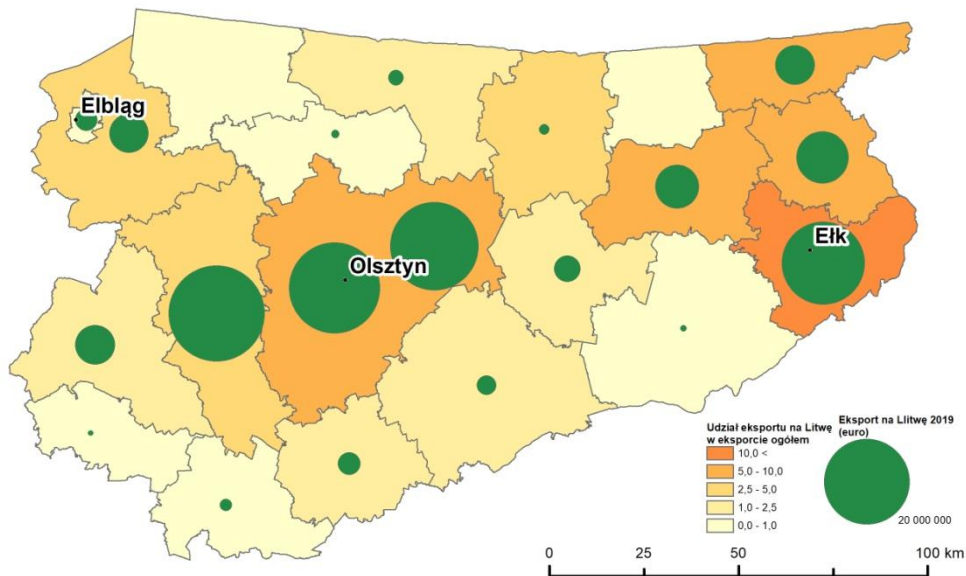 Elbląg
Olsztyn
Ełk
Udział eksportu na Litwę
w eksporcie ogółem
10,0 <
5,0 - 10,0
2,5 - 5,0
1,0 - 2,5
0,0 - 1,0
Eksport na Llitwę 2019
(euro)
20 000 000
0 25 50 100 km